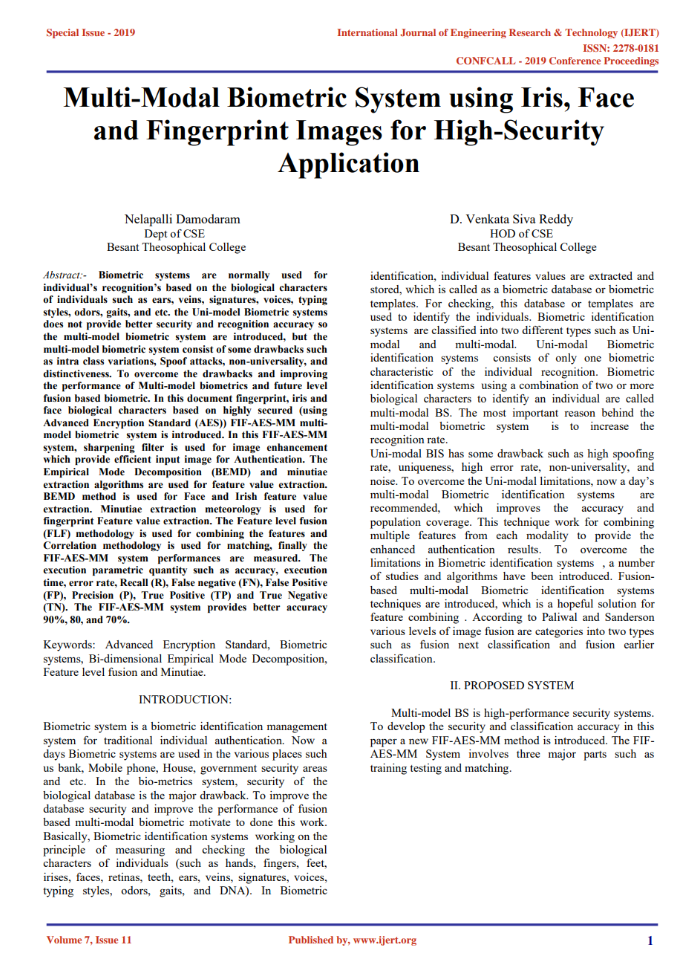 Special Issue - 2019
International Journal of Engineering Research & Technology (IJERT)
ISSN: 2278-0181
CONFCALL - 2019 Conference Proceedings
Multi-Modal Biometric System using Iris, Face
and Fingerprint Images for High-Security
Application
Nelapalli Damodaram
Dept of CSE
Besant Theosophical College
D. Venkata Siva Reddy
HOD of CSE
Besant Theosophical College
Abstract:- Biometric systems are normally used for
individual's recognition's based on the biological characters
of individuals such as ears, veins, signatures, voices, typing
styles, odors, gaits, and etc. the Uni-model Biometric systems
does not provide better security and recognition accuracy so
the multi-model biometric system are introduced, but the
multi-model biometric system consist of some drawbacks such
as intra class variations, Spoof attacks, non-universality, and
distinctiveness. To overcome the drawbacks and improving
the performance of Multi-model biometrics and future level
fusion based biometric. In this document fingerprint, iris and
face biological characters based on highly secured (using
Advanced Encryption Standard (AES)) FIF-AES-MM multi-
model biometric system is introduced. In this FIF-AES-MM
system, sharpening filter is used for image enhancement
which provide efficient input image for Authentication. The
Empirical Mode Decomposition (BEMD) and minutiae
extraction algorithms are used for feature value extraction.
BEMD method is used for Face and Irish feature value
extraction. Minutiae extraction meteorology is used for
fingerprint Feature value extraction. The Feature level fusion
(FLF) methodology is used for combining the features and
Correlation methodology is used for matching, finally the
FIF-AES-MM system performances are measured. The
execution parametric quantity such as accuracy, execution
time, error rate, Recall (R), False negative (FN), False Positive
(FP), Precision (P), True Positive (TP) and True Negative
(TN). The FIF-AES-MM system provides better accuracy
90%, 80, and 70%.
Keywords: Advanced Encryption Standard, Biometric
systems, Bi-dimensional Empirical Mode Decomposition,
Feature level fusion and Minutiae.
INTRODUCTION:
Biometric system is a biometric identification management
system for traditional individual authentication. Now a
days Biometric systems are used in the various places such
us bank, Mobile phone, House, government security areas
and etc. In the bio-metrics system, security of the
biological database is the major drawback. To improve the
database security and improve the performance of fusion
based multi-modal biometric motivate to done this work.
Basically, Biometric identification systems working on the
principle of measuring and checking the biological
characters of individuals (such as hands, fingers, feet,
irises, faces, retinas, teeth, ears, veins, signatures, voices,
typing styles, odors, gaits, and DNA). In Biometric
identification, individual features values are extracted and
stored, which is called as a biometric database or biometric
templates. For checking, this database or templates are
used to identify the individuals. Biometric identification
systems are classified into two different types such as Uni-
modal and multi-modal. Uni-modal Biometric
identification systems consists of only one biometric
characteristic of the individual recognition. Biometric
identification systems using a combination of two or more
biological characters to identify an individual are called
multi-modal BS. The most important reason behind the
multi-modal biometric system is to increase the
recognition rate.
Uni-modal BIS has some drawback such as high spoofing
rate, uniqueness, high error rate, non-universality, and
noise. To overcome the Uni-modal limitations, now a day's
multi-modal Biometric identification systems are
recommended, which improves the accuracy and
population coverage. This technique work for combining
multiple features from each modality to provide the
enhanced authentication results. To overcome the
limitations in Biometric identification systems , a number
of studies and algorithms have been introduced. Fusion-
based multi-modal Biometric identification systems
techniques are introduced, which is a hopeful solution for
feature combining . According to Paliwal and Sanderson
various levels of image fusion are categories into two types
such as fusion next classification and fusion earlier
classification.
II. PROPOSED SYSTEM
Multi-model BS is high-performance security systems.
To develop the security and classification accuracy in this
paper a new FIF-AES-MM method is introduced. The FIF-
AES-MM System involves three major parts such as
training testing and matching.
Volume 7, Issue 11
Published by, www.ijert.org
1